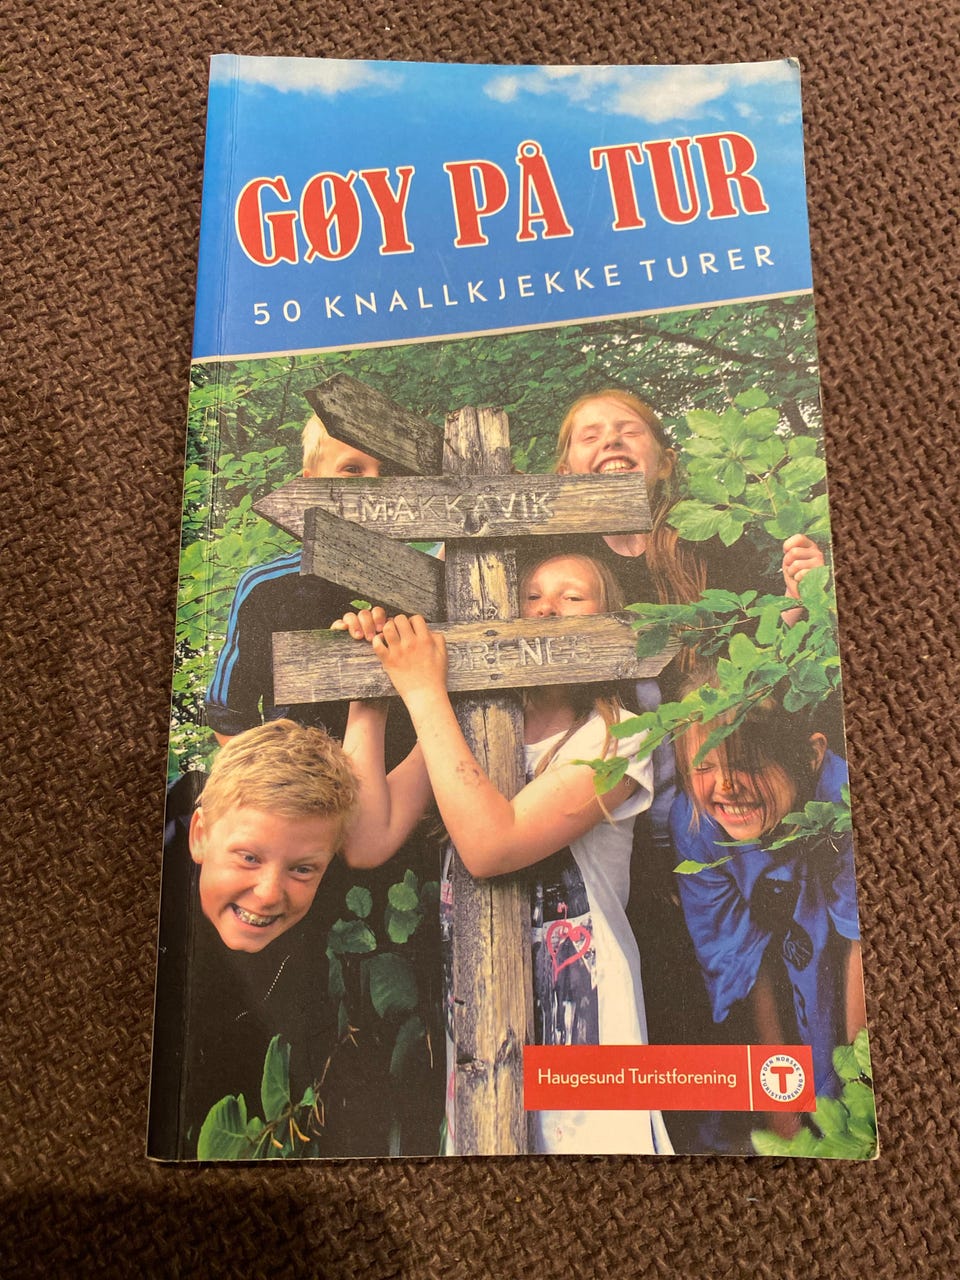 GØY PÅ TUR
50 KNALLKJEKKE TURER
MAKKAVIK
Haugesund Turistforening
DEN NORSKE
T
TURISTFORENING